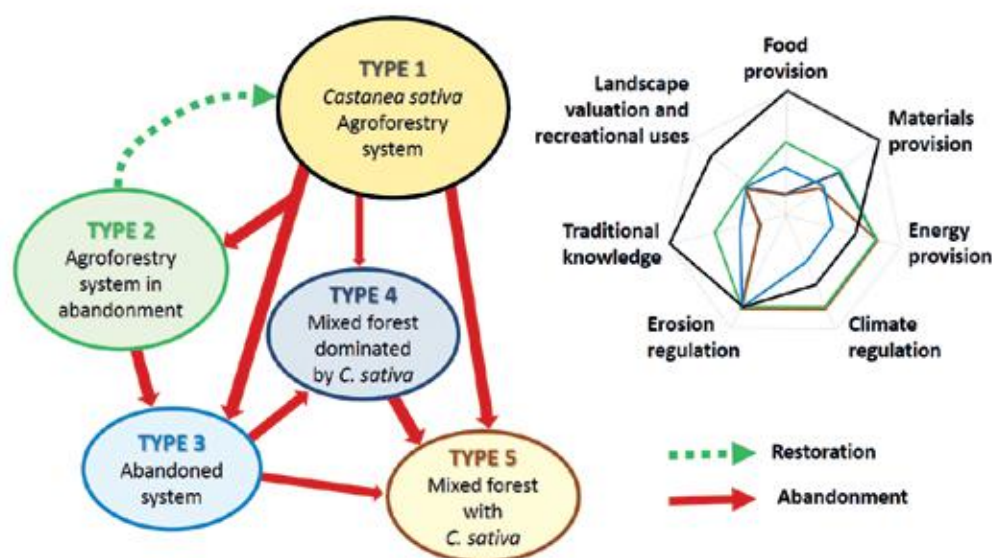 TYPE 1
Castanea sativa
Agroforestry
system
TYPE 2
Agroforestry
system in
abandonment
TYPE 4
Mixed forest
dominated
by C. sativa
TYPE 3
Abandoned
system
TYPE 5
Mixed forest
with
C. sativa
Food
provision
Landscape
valuation and
recreational uses
Materials
provision
Traditional
knowledge
Energy
provision
Erosion
regulation
Climate
regulation
Restoration
Abandonment